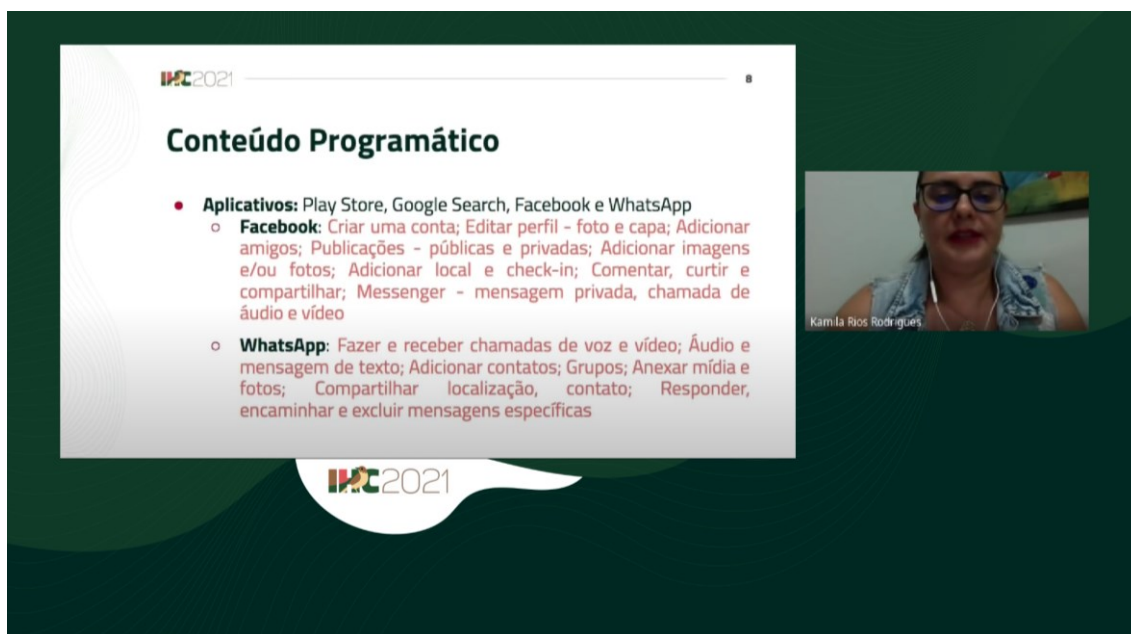 IHC2021
8
Conteúdo Programático
Aplicativos: Play Store, Google Search, Facebook e WhatsApp
Facebook: Criar uma conta; Editar perfil - foto e capa; Adicionar
amigos; Publicações - públicas e privadas; Adicionar imagens
e/ou fotos; Adicionar local e check-in; Comentar, curtir e
compartilhar; Messenger - mensagem privada, chamada de
áudio e vídeo
WhatsApp: Fazer e receber chamadas de voz e vídeo; Áudio e
mensagem de texto; Adicionar contatos; Grupos; Anexar mídia e
fotos; Compartilhar localização, contato; Responder,
encaminhar e excluir mensagens específicas
Kamila Rios Rodrigues
IHC2021